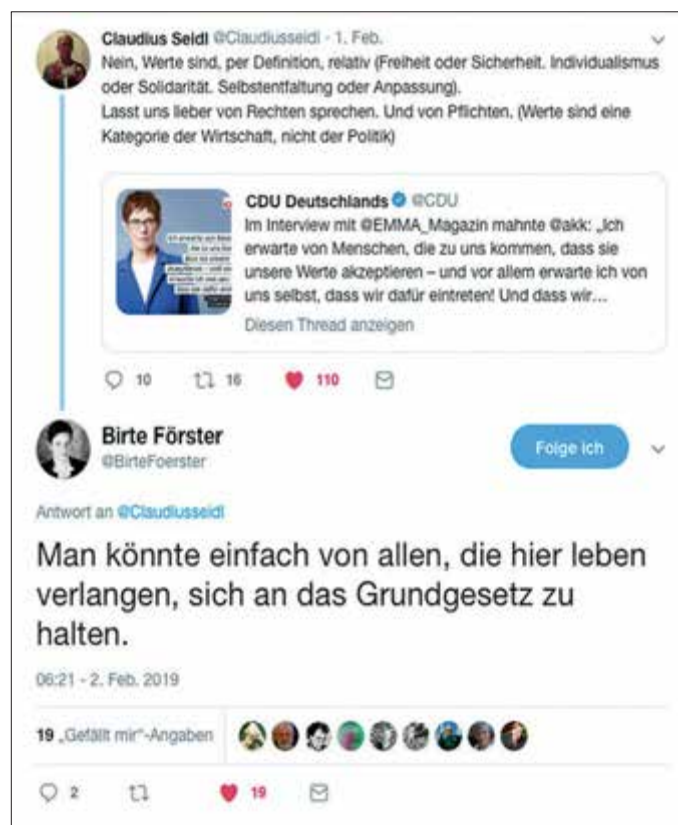 Claudius Seidl @Claudiusseidl · 1. Feb.
Nein, Werte sind, per Definition, relativ (Freiheit oder Sicherheit. Individualismus
oder Solidarität. Selbstentfaltung oder Anpassung).
Lasst uns lieber von Rechten sprechen. Und von Pflichten. (Werte sind eine
Kategorie der Wirtschaft, nicht der Politik)
CDU Deutschlands @CDU
Im Interview mit @EMMA_Magazin mahnte @akk: „Ich
erwarte von Menschen, die zu uns kommen, dass sie
unsere Werte akzeptieren – und vor allem erwarte ich von
uns selbst, dass wir dafür eintreten! Und dass wir...
Diesen Thread anzeigen
10 16 110
Birte Förster
@BirteFoerster
Folge ich
Antwort an @Claudiusseidl
Man könnte einfach von allen, die hier leben
verlangen, sich an das Grundgesetz zu
halten.
06:21 - 2. Feb. 2019
19 „Gefällt mir“-Angaben
2 19